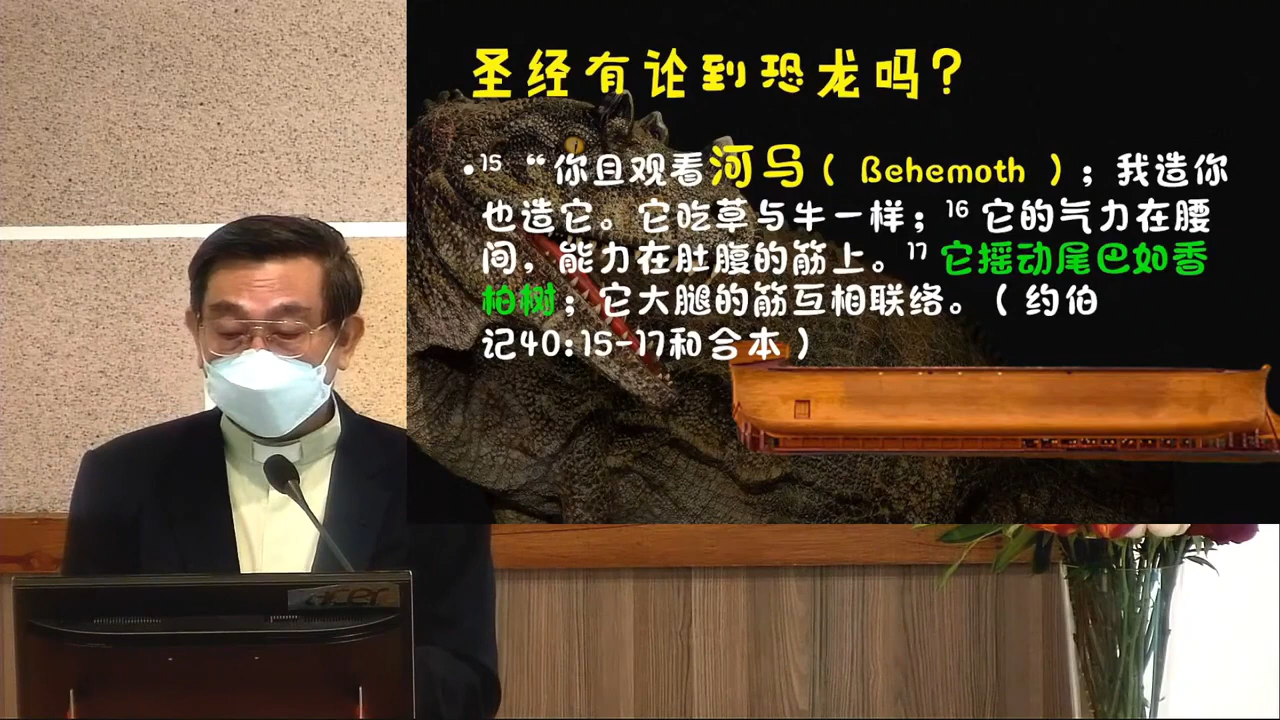 圣经有论到恐龙吗?
•15 “你且观看河马( Behemoth );我造你
也造它。它吃草与牛一样;16 它的气力在腰
间,能力在肚腹的筋上。17 它摇动尾巴如香
柏树;它大腿的筋互相联络。(约伯
记40:15-17和合本)
acer